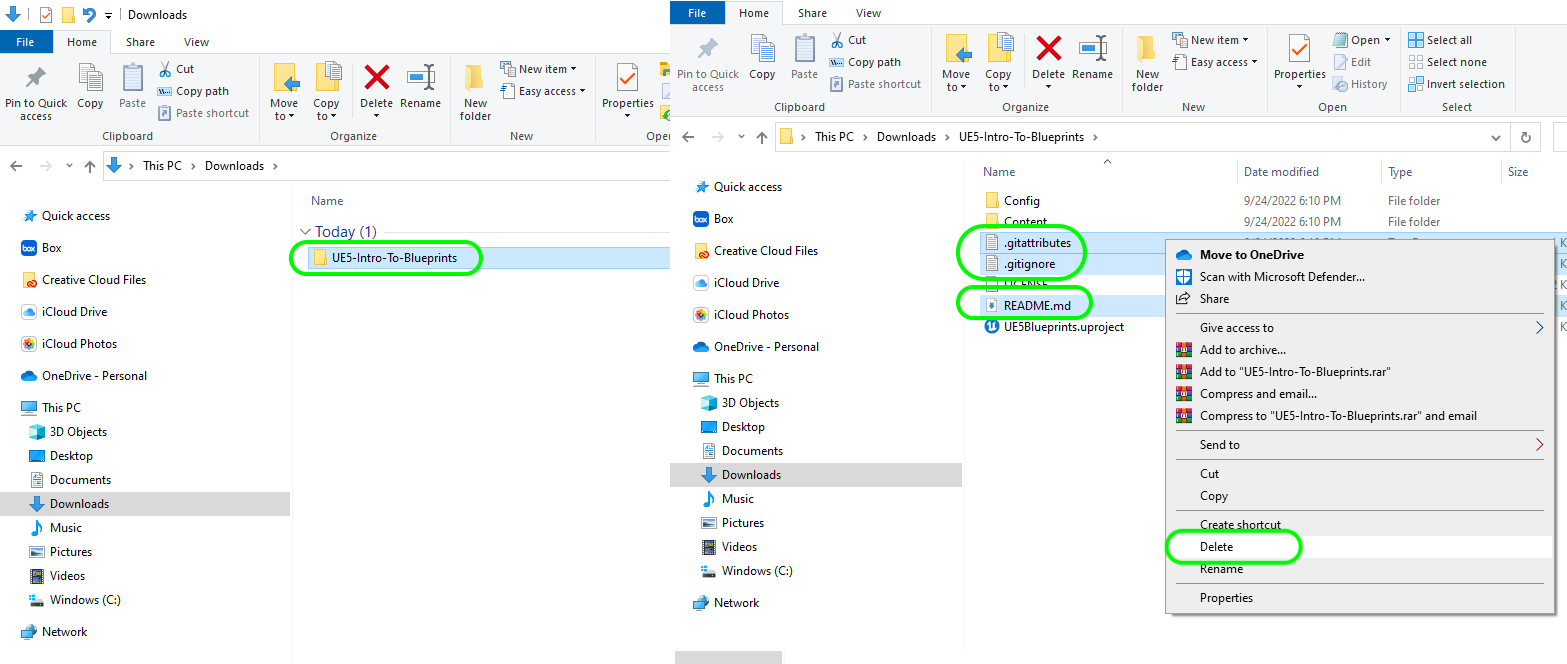 Downloads
File Home Share View
Pin to Quick access
Copy
Paste
Cut
Copy path
Paste shortcut
Clipboard
Move to
Copy to
Delete
Rename
Organize
New folder
New item
Easy access
New
Properties
Open
This PC > Downloads >
Quick access
Box
box
Creative Cloud Files
iCloud Drive
iCloud Photos
OneDrive - Personal
This PC
3D Objects
Desktop
Documents
Downloads
Music
Pictures
Videos
Windows (C:)
Network
Name
Today (1)
UE5-Intro-To-Blueprints
File Home Share View
Pin to Quick access
Copy
Paste
Cut
Copy path
Paste shortcut
Clipboard
Move to
Copy to
Delete
Rename
Organize
New folder
New item
Easy access
New
Properties
Open
Edit
History
Open
Select all
Select none
Invert selection
Select
This PC > Downloads > UE5-Intro-To-Blueprints >
Quick access
Box
box
Creative Cloud Files
iCloud Drive
iCloud Photos
OneDrive - Personal
This PC
3D Objects
Desktop
Documents
Downloads
Music
Pictures
Videos
Windows (C:)
Network
Name Date modified Type Size
Config 9/24/2022 6:10 PM File folder
Content 9/24/2022 6:10 PM File folder
.gitattributes
.gitignore
LICENSE
README.md
UE5Blueprints.uproject
Move to OneDrive
Scan with Microsoft Defender...
Share
Give access to
Add to archive...
Add to "UE5-Intro-To-Blueprints.rar"
Compress and email...
Compress to "UE5-Intro-To-Blueprints.rar" and email
Send to
Cut
Copy
Create shortcut
Delete
Rename
Properties